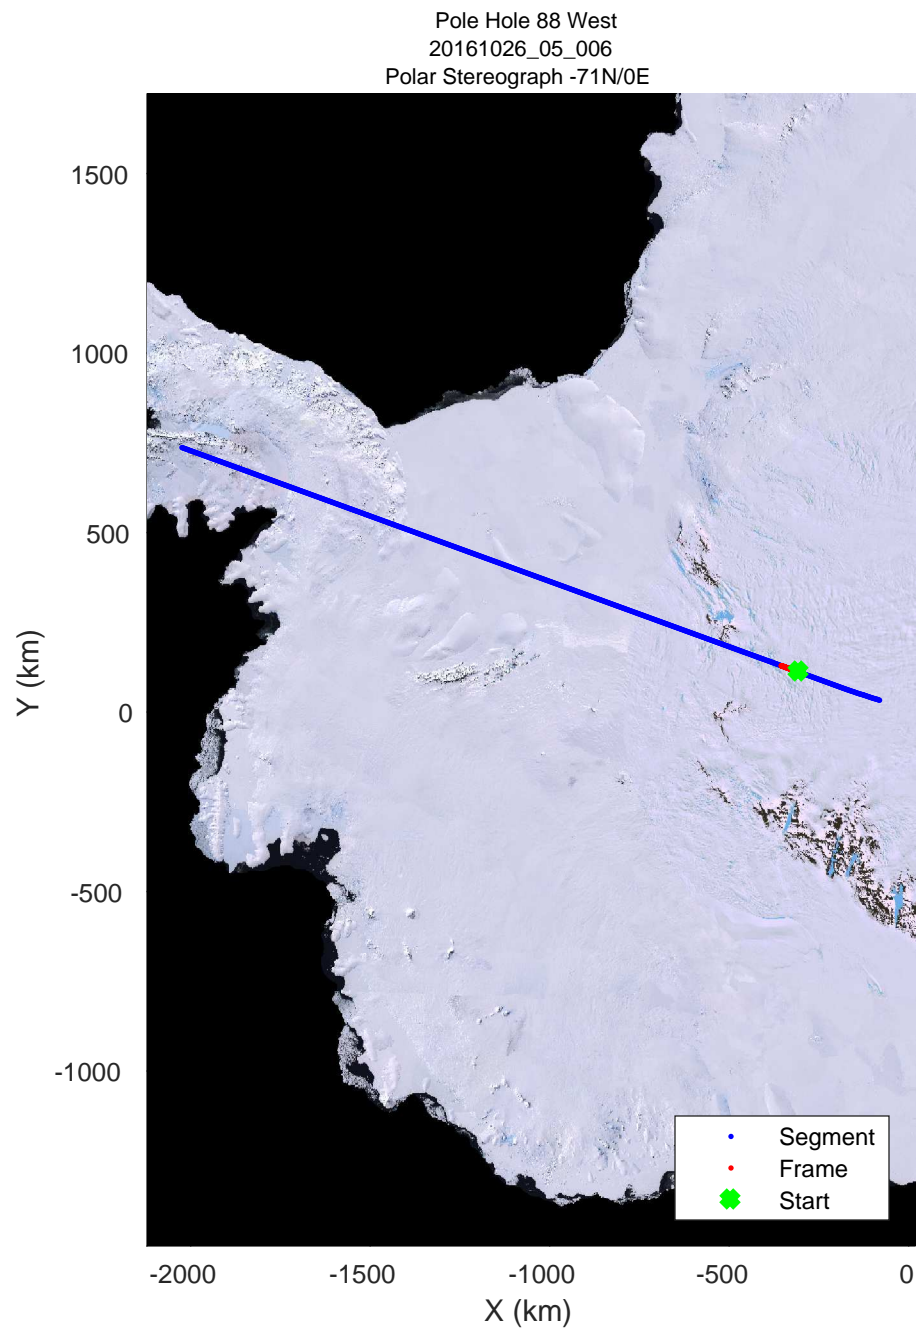 Pole Hole 88 West
20161026_05_006
Polar Stereograph -71N/0E
1500
1000
500
0
-500
-1000
Y (km)
-2000
-1500
-1000
-500
0
X (km)
Segment
Frame
Start